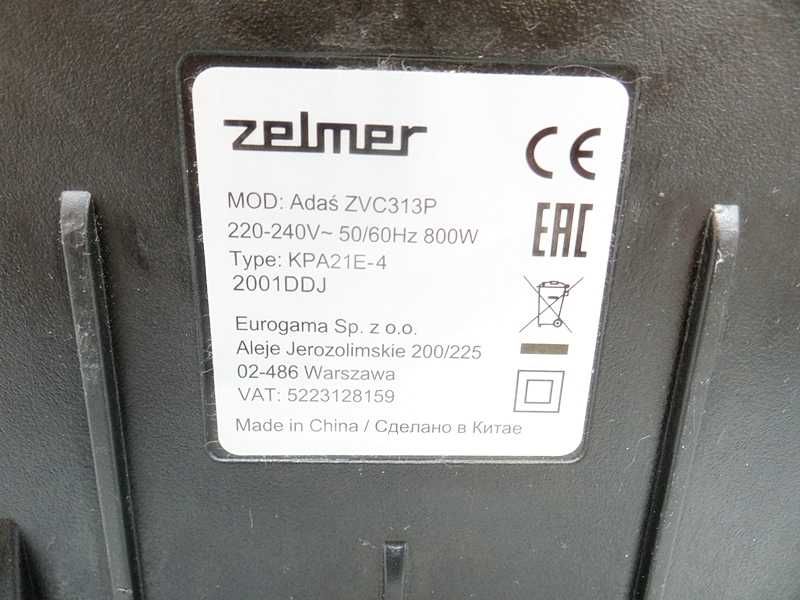 zelmer
CE
MOD: Adaś ZVC313P
EAC
220-240V~ 50/60Hz 800W
Type: KPA21E-4
2001DDJ
Eurogama Sp. z o.o.
Aleje Jerozolimskie 200/225
02-486 Warszawa
VAT: 5223128159
Made in China / Сделано в Китае